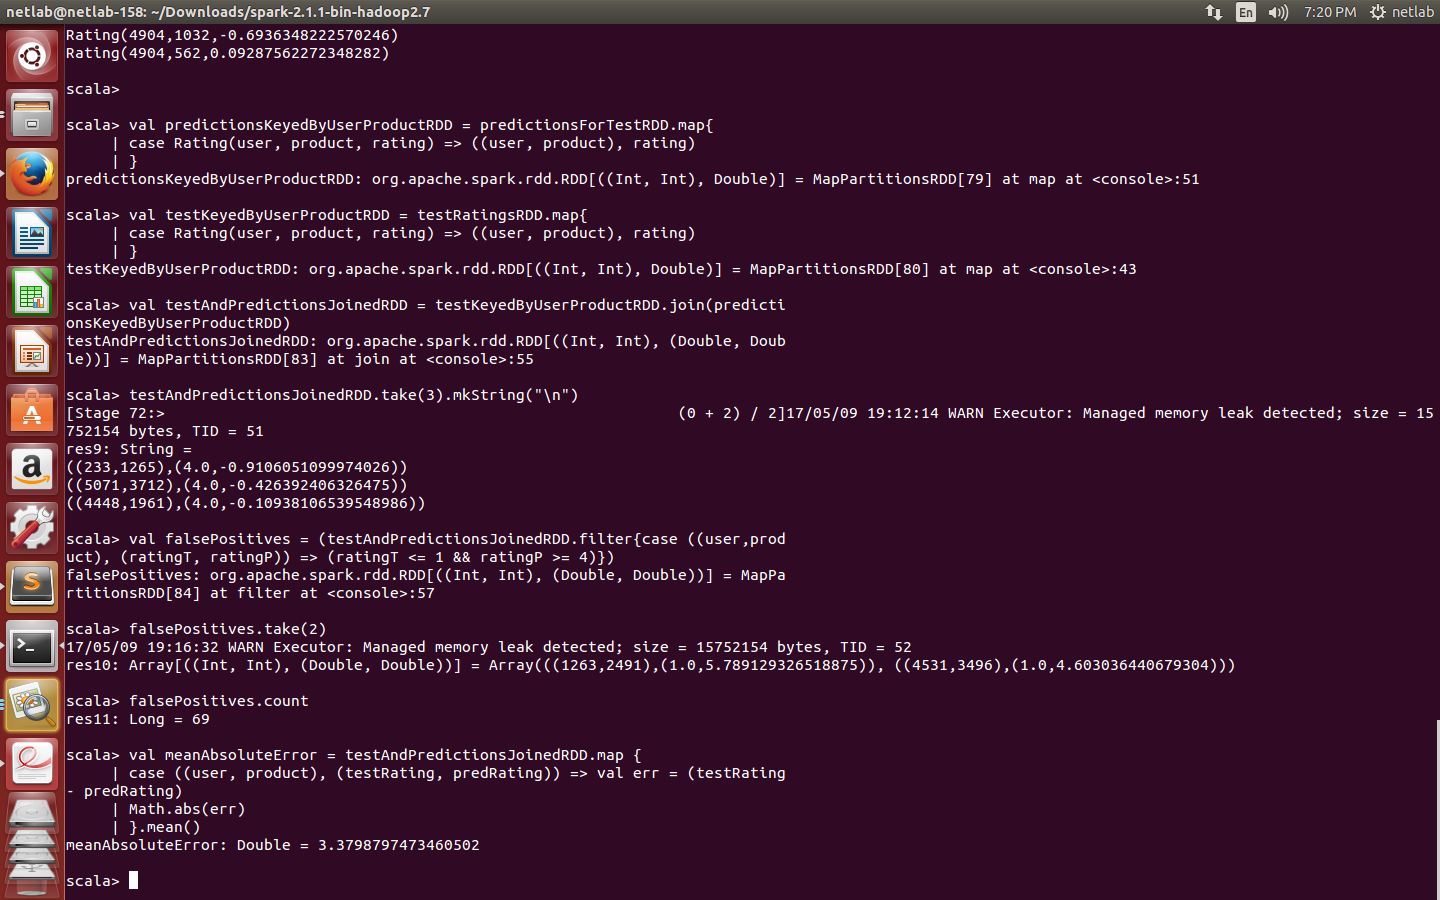 netlab@netlab-158: ~/Downloads/spark-2.1.1-bin-hadoop2.7
En
7:20 PM
netlab
Rating(4904,1032,-0.6936348222570246)
Rating(4904,562,0.09287562272348282)
scala>
scala> val predictionsKeyedByUserProductRDD = predictionsForTestRDD.map{
     | case Rating(user, product, rating) => ((user, product), rating)
     | }
predictionsKeyedByUserProductRDD: org.apache.spark.rdd.RDD[((Int, Int), Double)] = MapPartitionsRDD[79] at map at <console>:51
scala> val testKeyedByUserProductRDD = testRatingsRDD.map{
     | case Rating(user, product, rating) => ((user, product), rating)
     | }
testKeyedByUserProductRDD: org.apache.spark.rdd.RDD[((Int, Int), Double)] = MapPartitionsRDD[80] at map at <console>:43
scala> val testAndPredictionsJoinedRDD = testKeyedByUserProductRDD.join(predicti
onsKeyedByUserProductRDD)
testAndPredictionsJoinedRDD: org.apache.spark.rdd.RDD[((Int, Int), (Double, Doub
le))] = MapPartitionsRDD[83] at join at <console>:55
scala> testAndPredictionsJoinedRDD.take(3).mkString("\n")
[Stage 72:>                                                         (0 + 2) / 2]17/05/09 19:12:14 WARN Executor: Managed memory leak detected; size = 15
752154 bytes, TID = 51
res9: String =
((233,1265),(4.0,-0.9106051099974026))
((5071,3712),(4.0,-0.426392406326475))
((4448,1961),(4.0,-0.10938106539548986))
scala> val falsePositives = (testAndPredictionsJoinedRDD.filter{case ((user,prod
uct), (ratingT, ratingP)) => (ratingT <= 1 && ratingP >= 4)})
falsePositives: org.apache.spark.rdd.RDD[((Int, Int), (Double, Double))] = MapPa
rtitionsRDD[84] at filter at <console>:57
scala> falsePositives.take(2)
17/05/09 19:16:32 WARN Executor: Managed memory leak detected; size = 15752154 bytes, TID = 52
res10: Array[((Int, Int), (Double, Double))] = Array(((1263,2491),(1.0,5.789129326518875)), ((4531,3496),(1.0,4.603036440679304)))
scala> falsePositives.count
res11: Long = 69
scala> val meanAbsoluteError = testAndPredictionsJoinedRDD.map {
     | case ((user, product), (testRating, predRating)) => val err = (testRating
- predRating)
     | Math.abs(err)
     | }.mean()
meanAbsoluteError: Double = 3.3798797473460502
scala>